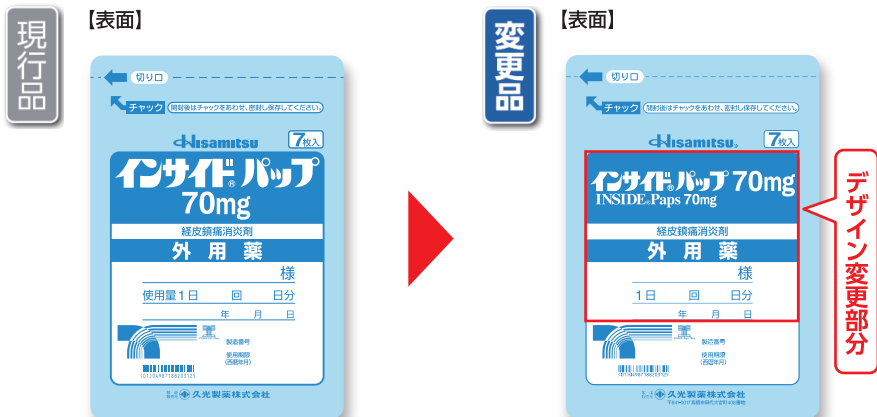 現行品
【表面】
切り口
チャック
開封後はチャックをあわせ、密封し保存してください。
HISAMITSU
7枚入
インサイド®パップ
70mg
経皮鎮痛消炎剤
外用薬
様
使用量1日 回 日分
年 月 日
製造番号
使用期限
(西暦年月)
(01)04987188203125
久光製薬株式会社
変更品
【表面】
切り口
チャック
開封後はチャックをあわせ、密封し保存してください。
HISAMITSU®
7枚入
インサイド®パップ 70mg
INSIDE®Paps 70mg
経皮鎮痛消炎剤
外用薬
様
1日 回 日分
年 月 日
製造番号
使用期限
(西暦年月)
久光製薬株式会社
デザイン変更部分